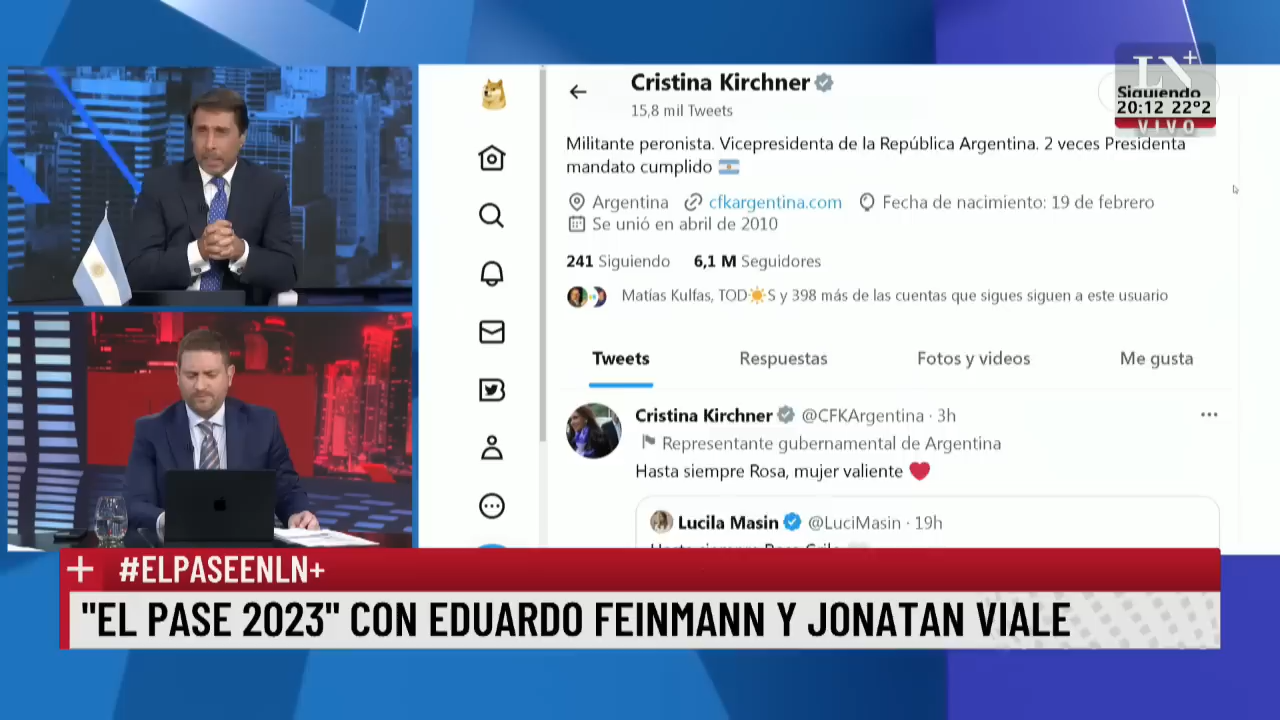 Cristina Kirchner
15,8 mil Tweets
LN+
Siguiendo
20:12 22º2
VIVO
Militante peronista. Vicepresidenta de la República Argentina. 2 veces Presidenta
mandato cumplido
Argentina cfkargentina.com Fecha de nacimiento: 19 de febrero
Se unió en abril de 2010
241 Siguiendo 6,1 M Seguidores
Matías Kulfas, TOD☀️S y 398 más de las cuentas que sigues siguen a este usuario
Tweets Respuestas Fotos y videos Me gusta
Cristina Kirchner @CFKArgentina · 3h
Representante gubernamental de Argentina
Hasta siempre Rosa, mujer valiente ❤️
Lucila Masin @LuciMasin · 19h
+ #ELPASEENLN+
"EL PASE 2023" CON EDUARDO FEINMANN Y JONATAN VIALE